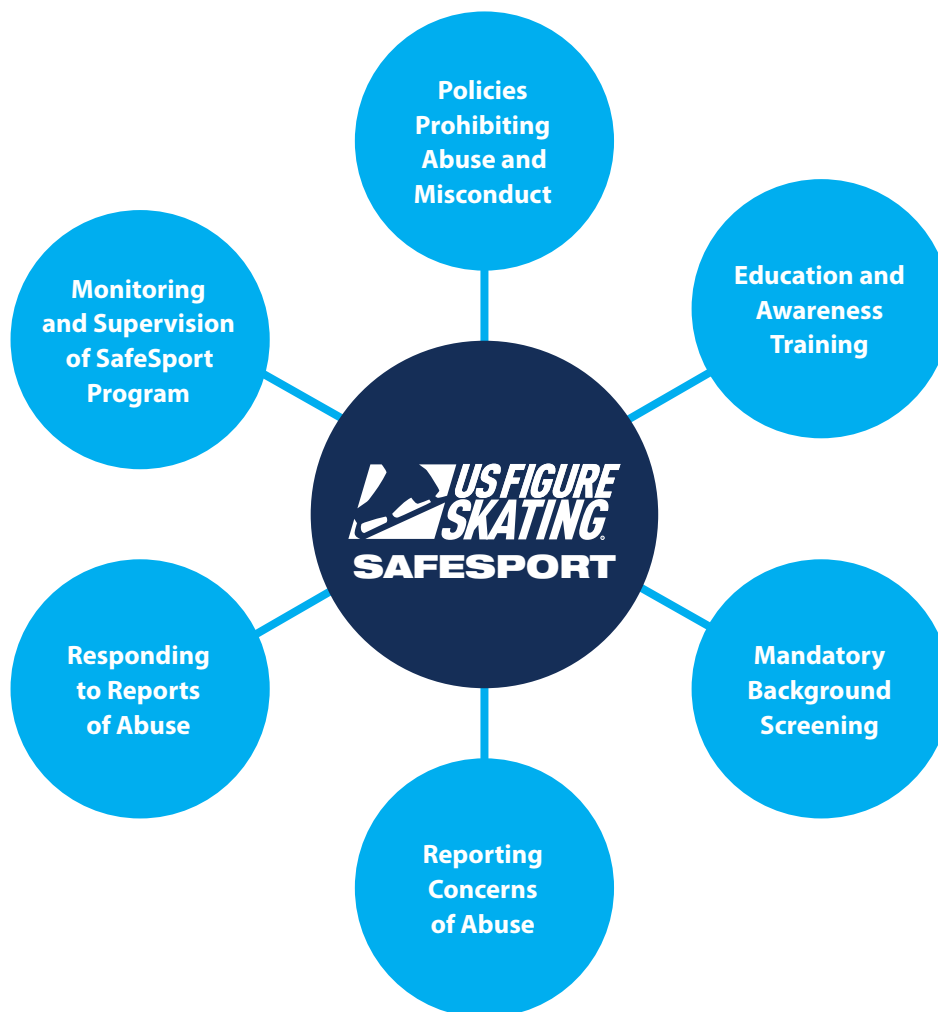 Policies
Prohibiting
Abuse and
Misconduct
Education and
Awareness
Training
Mandatory
Background
Screening
Reporting
Concerns
of Abuse
Responding
to Reports
of Abuse
Monitoring
and Supervision
of SafeSport
Program
US FIGURE
SKATING®
SAFESPORT